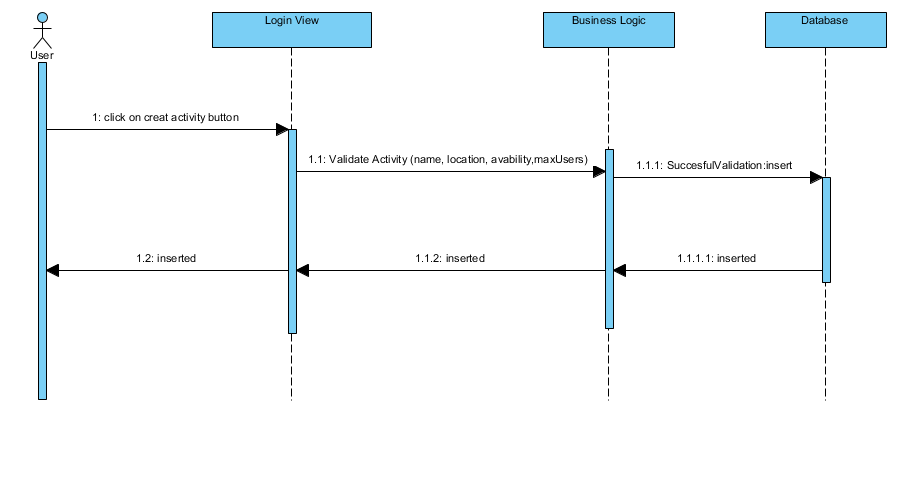 Login View
Business Logic
Database
User
1: click on creat activity button
1.1: Validate Activity (name, location, avability,maxUsers)
1.1.1: SuccesfulValidation:insert
1.2: inserted
1.1.2: inserted
1.1.1.1: inserted